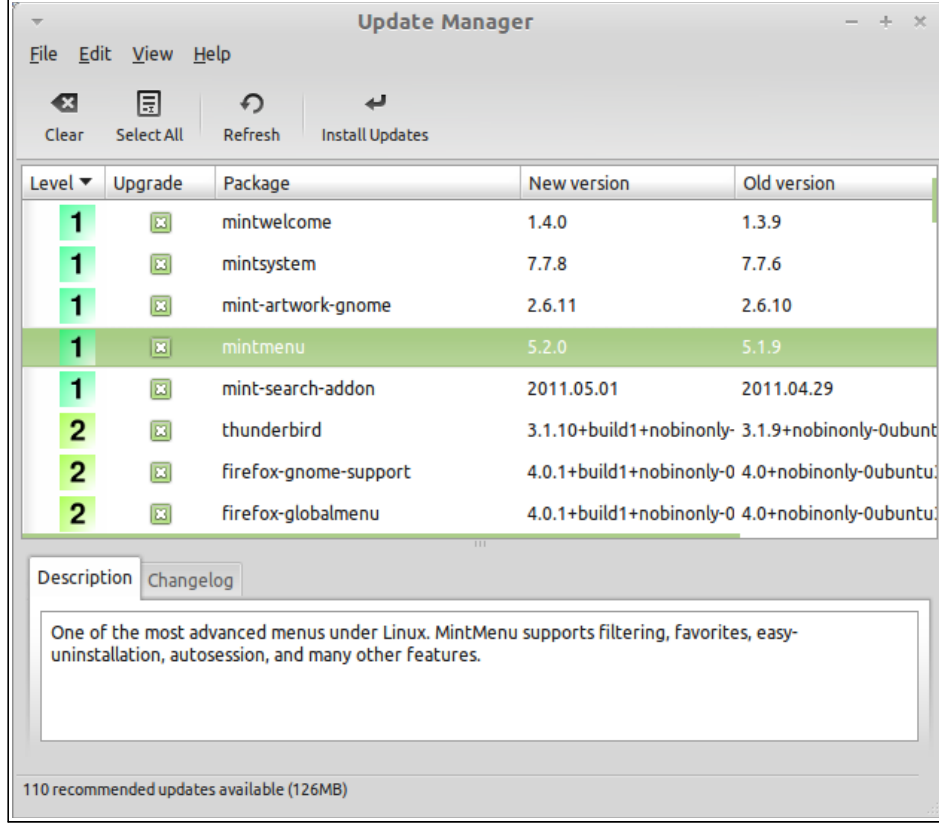 Update Manager
File Edit View Help
Clear Select All Refresh Install Updates
Level Upgrade Package New version Old version
1 mintwelcome 1.4.0 1.3.9
1 mintsystem 7.7.8 7.7.6
1 mint-artwork-gnome 2.6.11 2.6.10
1 mintmenu 5.2.0 5.1.9
1 mint-search-addon 2011.05.01 2011.04.29
2 thunderbird 3.1.10+build1+nobinonly- 3.1.9+nobinonly-0ubunt
2 firefox-gnome-support 4.0.1+build1+nobinonly-0 4.0+nobinonly-0ubuntu
2 firefox-globalmenu 4.0.1+build1+nobinonly-0 4.0+nobinonly-0ubuntu
Description Changelog
One of the most advanced menus under Linux. MintMenu supports filtering, favorites, easy-
uninstallation, autosession, and many other features.
110 recommended updates available (126MB)